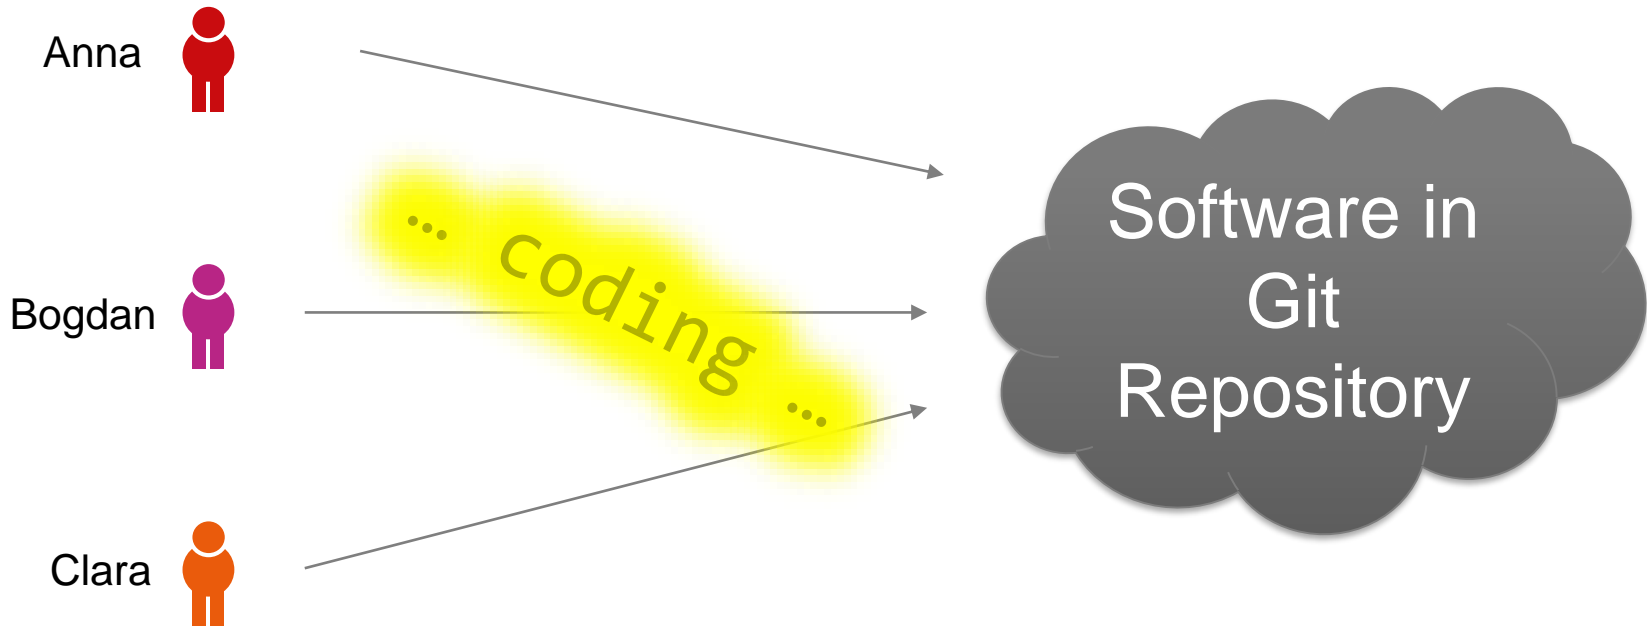 Anna
Bogdan
Clara
… coding …
Software in
Git
Repository